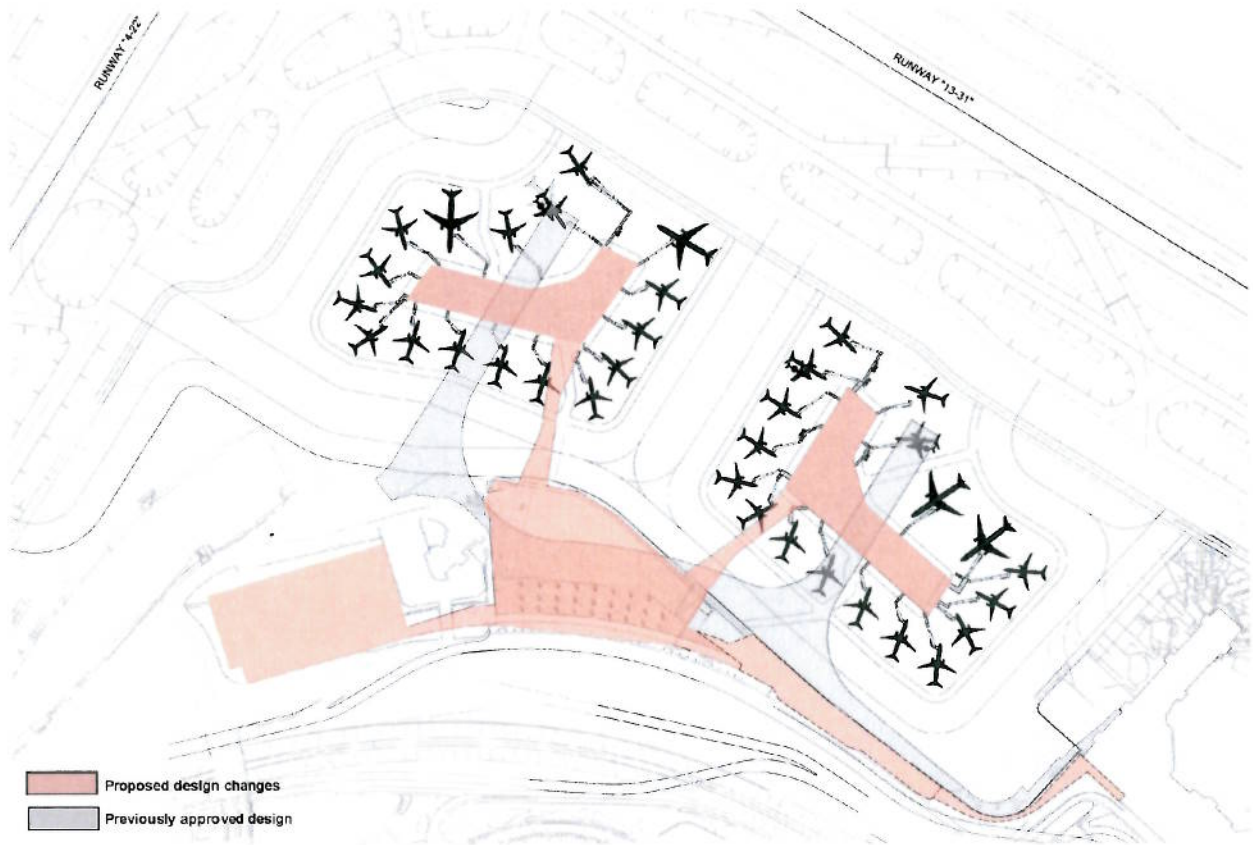 RUNWAY "4-22"
RUNWAY "13-31"
Proposed design changes
Previously approved design